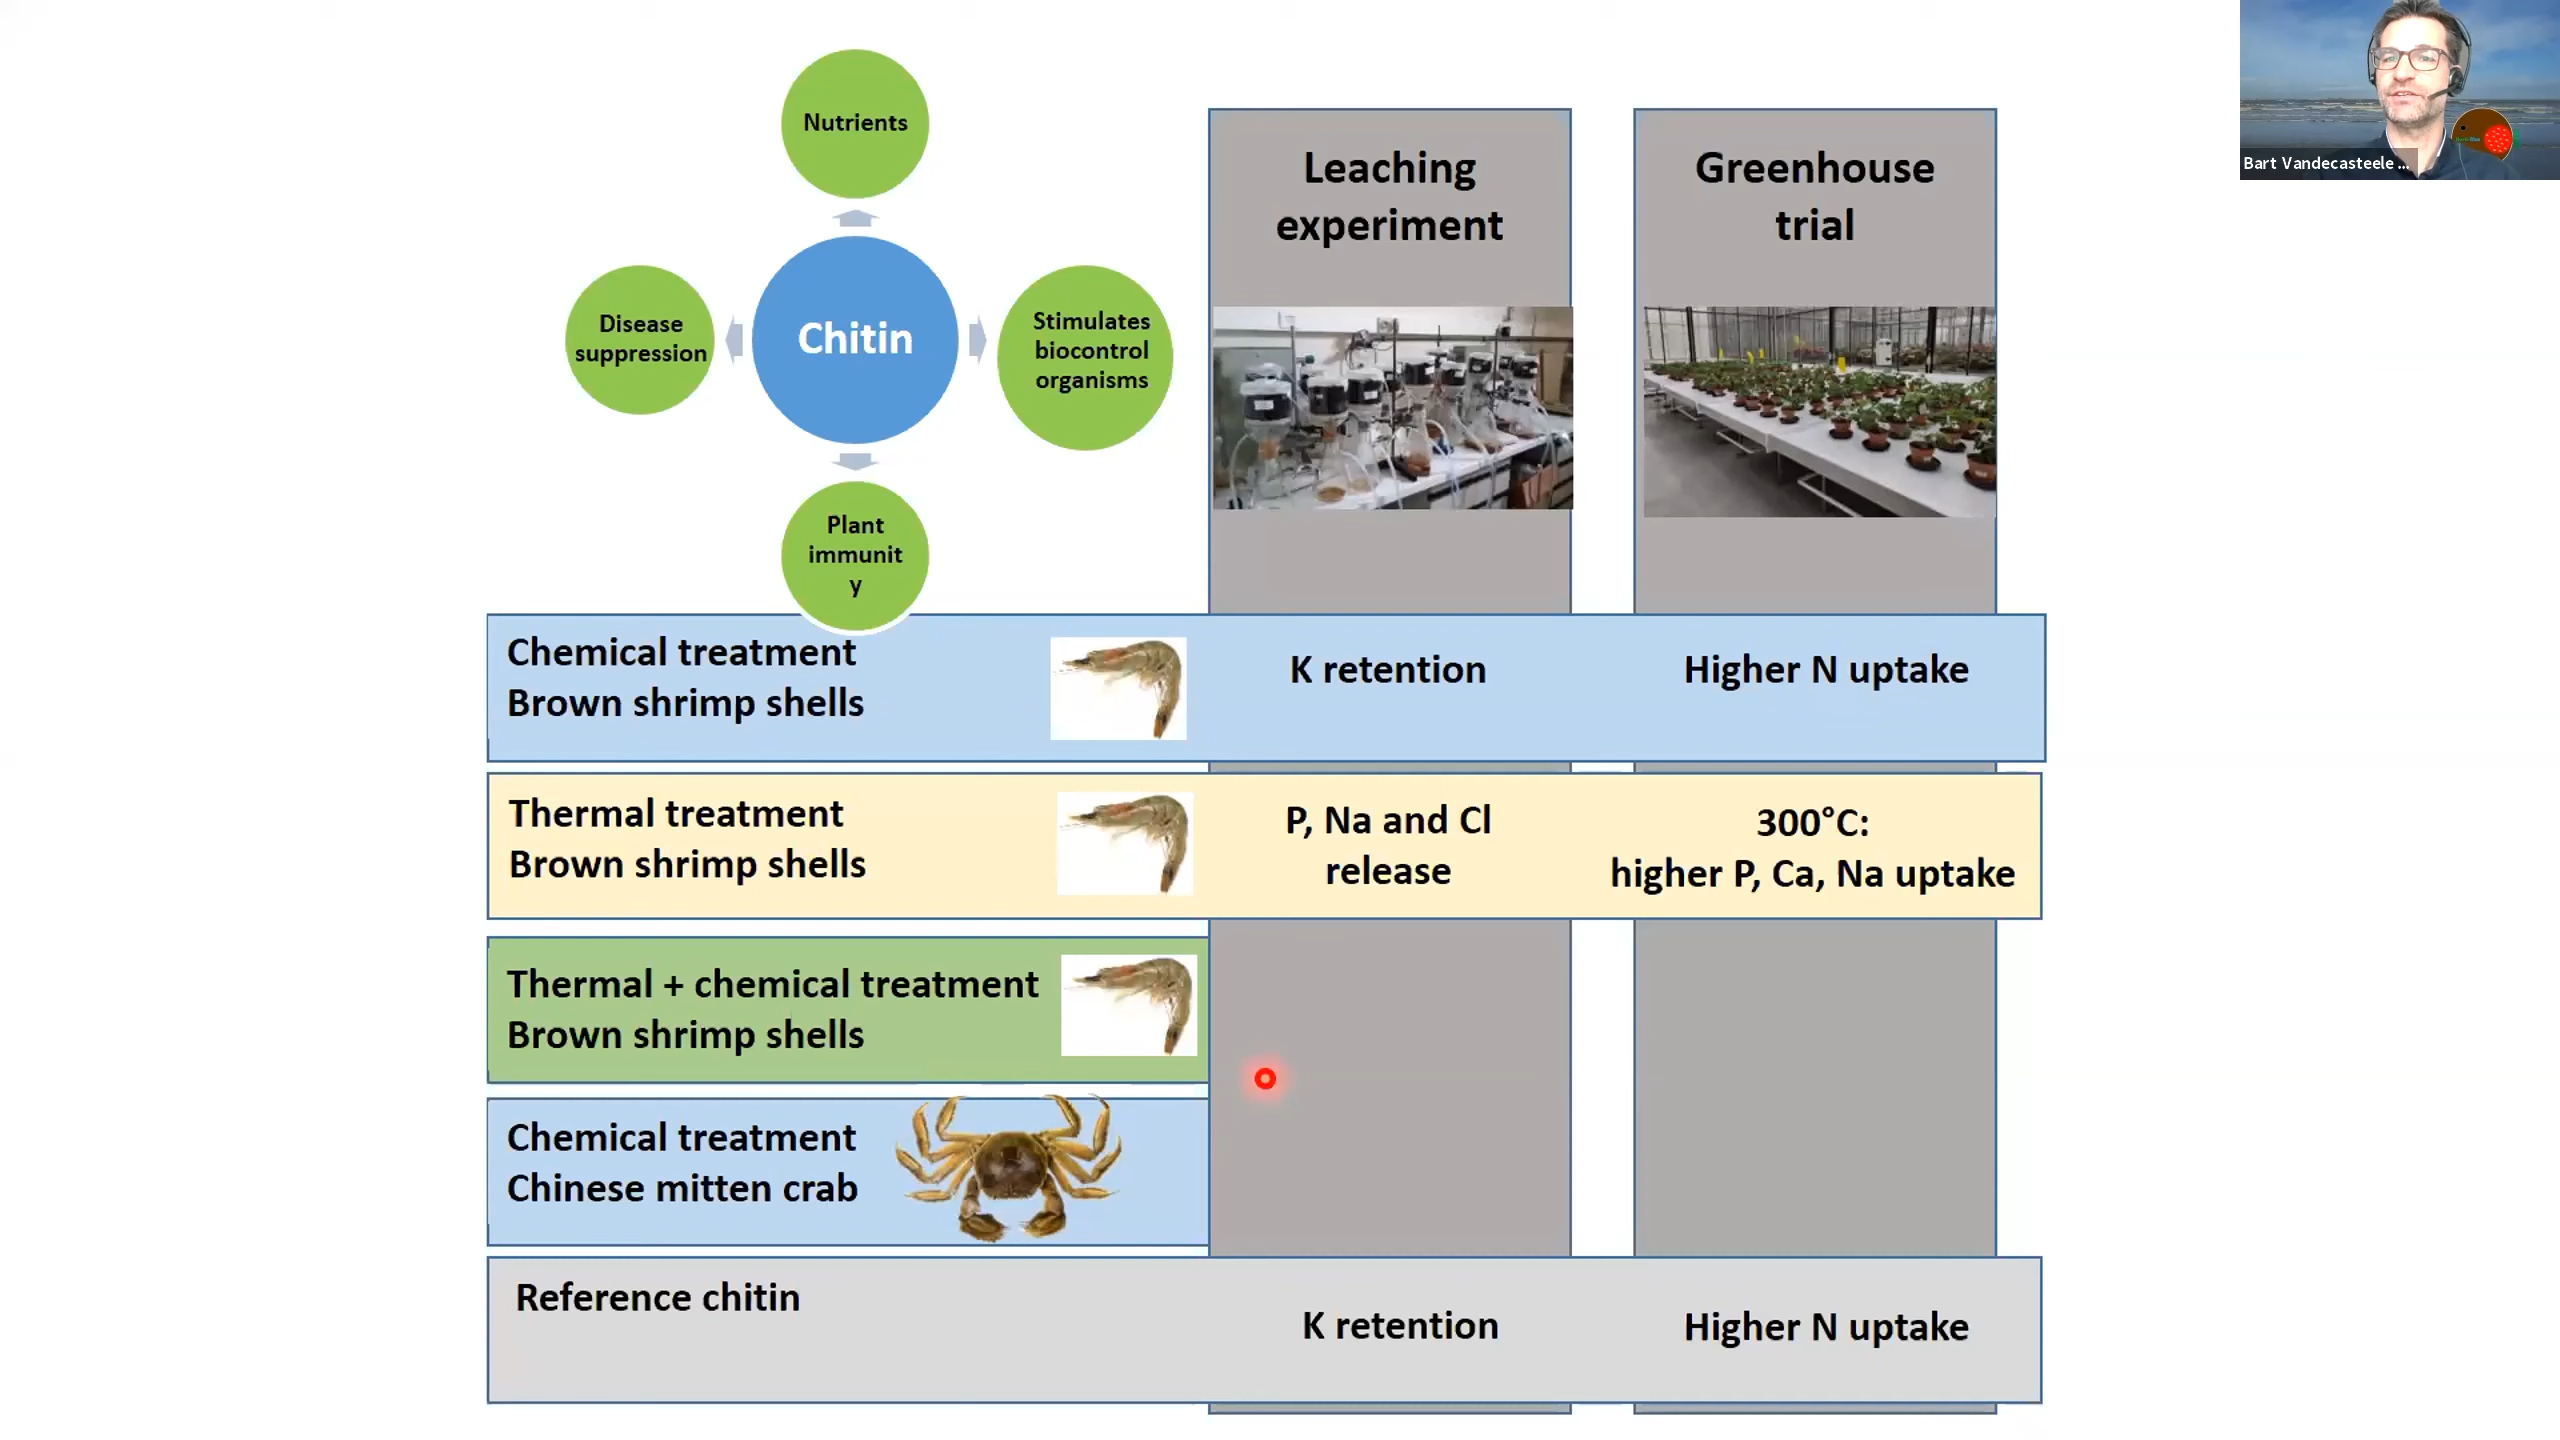 Nutrients
Disease
suppression
Chitin
Stimulates
biocontrol
organisms
Plant
immunit
y
Leaching
experiment
Greenhouse
trial
Bart Vandecasteele ...
Chemical treatment
Brown shrimp shells
K retention
Higher N uptake
Thermal treatment
Brown shrimp shells
P, Na and Cl
release
300°C:
higher P, Ca, Na uptake
Thermal + chemical treatment
Brown shrimp shells
Chemical treatment
Chinese mitten crab
Reference chitin
K retention
Higher N uptake